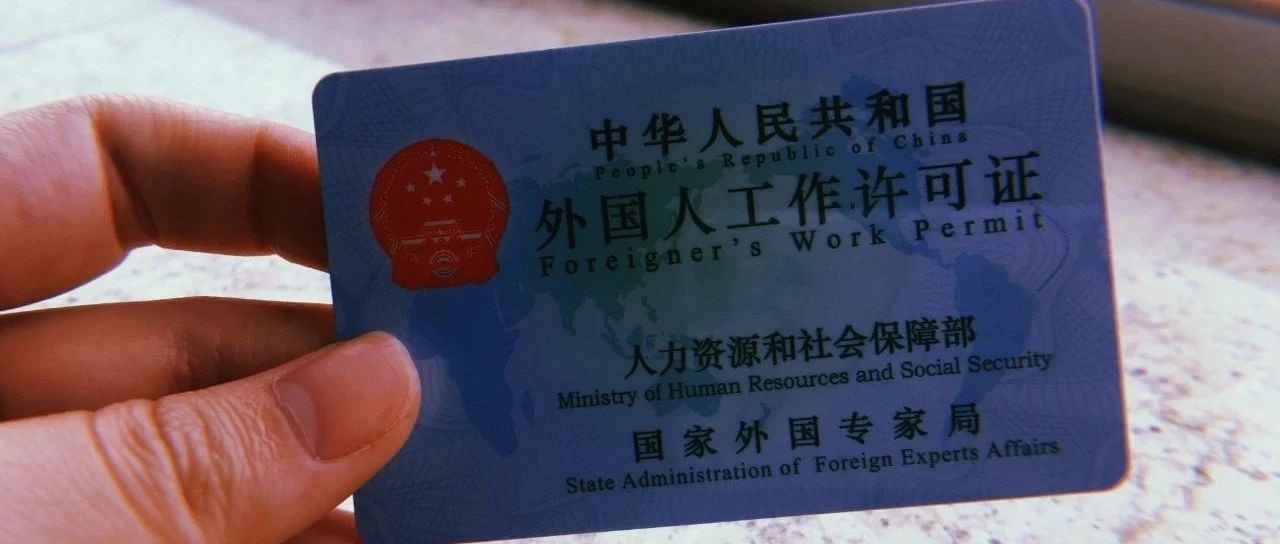 中华人民共和国
People's Republic of China
外国人工作许可证
Foreigner's Work Permit
人力资源和社会保障部
Ministry of Human Resources and Social Security
国家外国专家局
State Administration of Foreign Experts Affairs